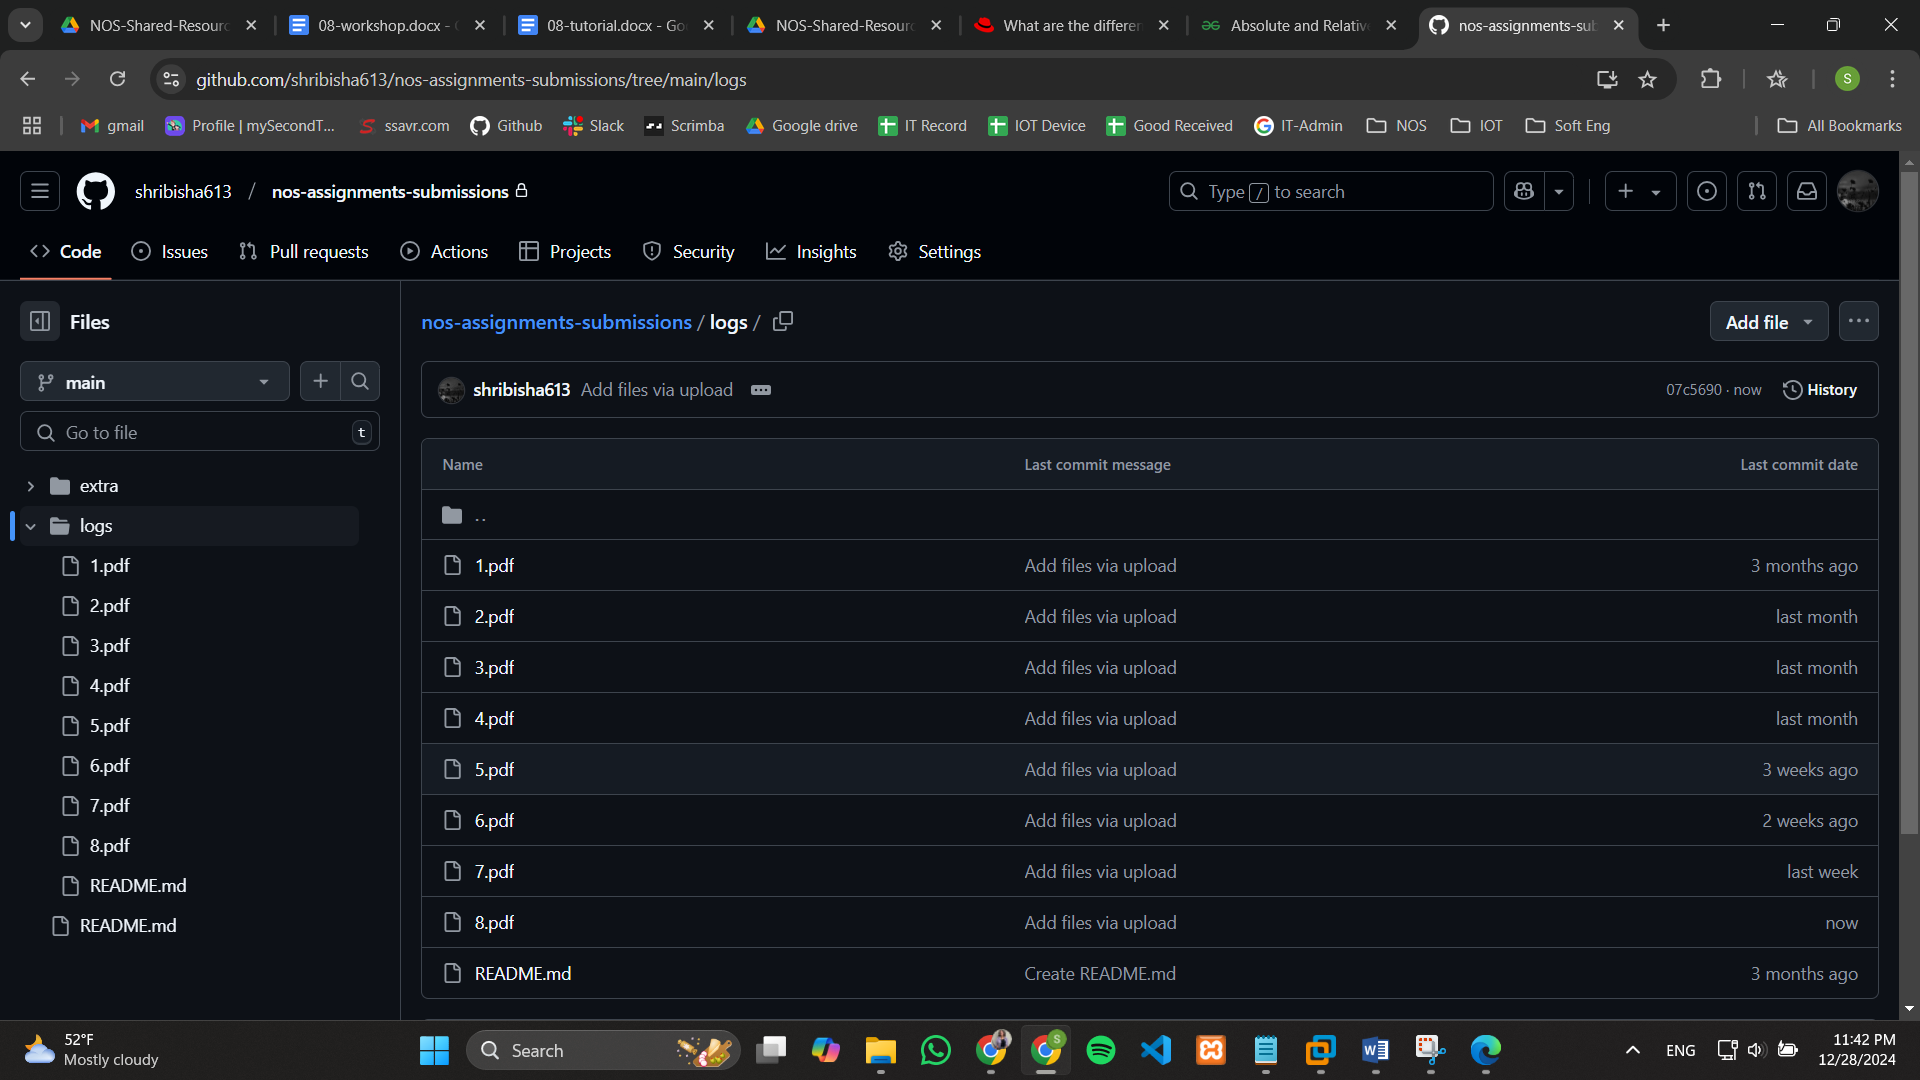 NOS-Shared-Resourc
08-workshop.docx -
08-tutorial.docx - Go
NOS-Shared-Resourc
What are the differen
Absolute and Relativ
nos-assignments-sub
github.com/shribisha613/nos-assignments-submissions/tree/main/logs
S
gmail
Profile | mySecondT...
ssavr.com
Github
Slack
Scrimba
Google drive
IT Record
IOT Device
Good Received
IT-Admin
NOS
IOT
Soft Eng
All Bookmarks
shribisha613 / nos-assignments-submissions
Type / to search
Code
Issues
Pull requests
Actions
Projects
Security
Insights
Settings
Files
main
Go to file
t
extra
logs
1.pdf
2.pdf
3.pdf
4.pdf
5.pdf
6.pdf
7.pdf
8.pdf
README.md
README.md
nos-assignments-submissions / logs /
Add file
shribisha613 Add files via upload
07c5690 · now
History
Name Last commit message Last commit date
..
1.pdf Add files via upload 3 months ago
2.pdf Add files via upload last month
3.pdf Add files via upload last month
4.pdf Add files via upload last month
5.pdf Add files via upload 3 weeks ago
6.pdf Add files via upload 2 weeks ago
7.pdf Add files via upload last week
8.pdf Add files via upload now
README.md Create README.md 3 months ago
52°F
Mostly cloudy
Search
S
ENG
11:42 PM
12/28/2024